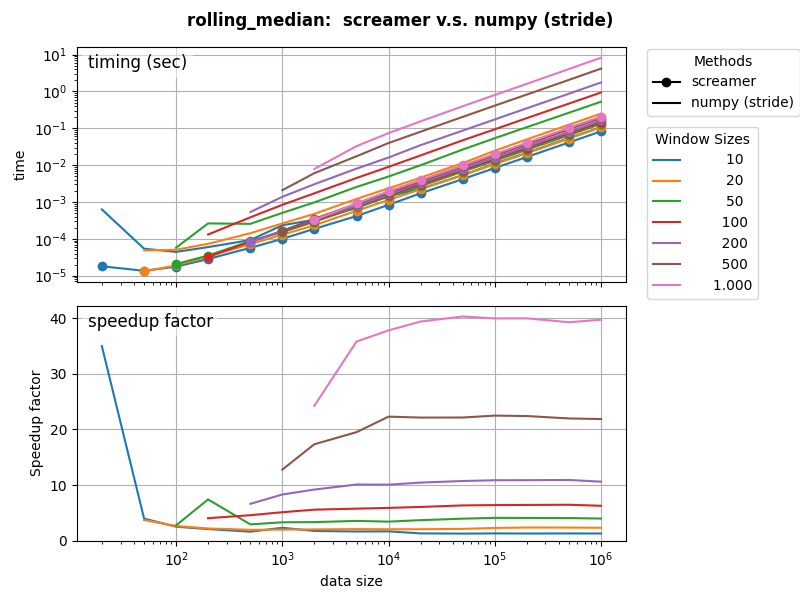 rolling_median:  screamer v.s. numpy (stride)
timing (sec)
time
10¹
10⁰
10⁻¹
10⁻²
10⁻³
10⁻⁴
10⁻⁵
Methods
screamer
numpy (stride)
Window Sizes
10
20
50
100
200
500
1.000
speedup factor
Speedup factor
40
30
20
10
0
10² 10³ 10⁴ 10⁵ 10⁶
data size